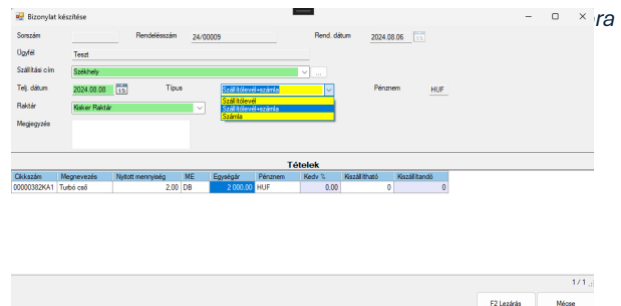 Bizonylat készítése
ra
Sorszám Rendelésszám 24/00009 Rend. dátum 2024.08.06
Ügyfél Teszt
Szállítási cím Székhely ...
Telj. dátum 2024.08.08 Típus Szállítólevél+számla Pénznem HUF
Szállítólevél
Szállítólevél+számla
Számla
Raktár Kisker Raktár
Megjegyzés
Tételek
Cikkszám Megnevezés Nyitott mennyiség ME Egységár Pénznem Kedv % Kiszállítható Kiszállítandó
00000382KA1 Turbó cső 2.00 DB 2 000,00 HUF 0.00 0 0
1 / 1
F2 Lezárás Mégse